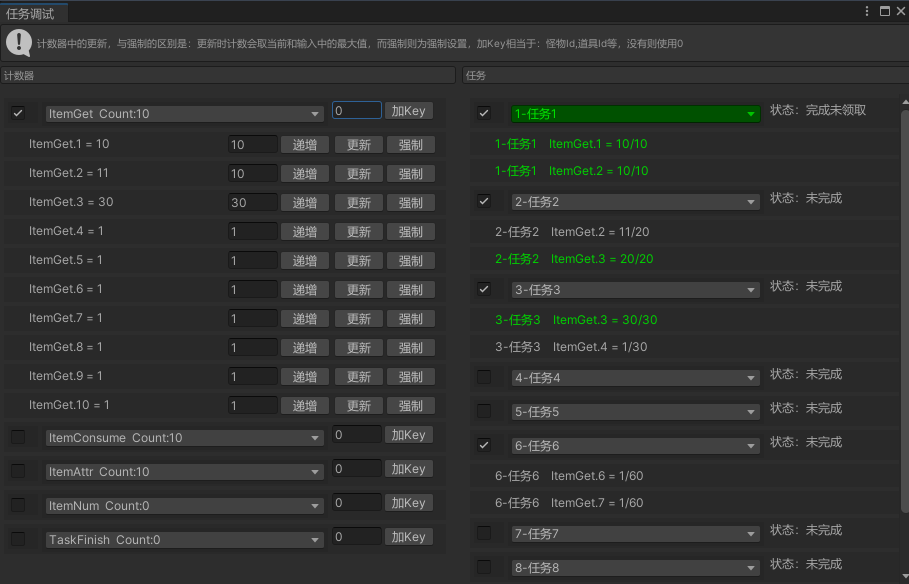 任务调试
计数器中的更新，与强制的区别是：更新时计数会取当前和输入中的最大值，而强制则为强制设置，加Key相当于：怪物Id,道具Id等，没有则使用0
计数器
ItemGet Count:10 0 加Key
ItemGet.1 = 10 10 递增 更新 强制
ItemGet.2 = 11 10 递增 更新 强制
ItemGet.3 = 30 30 递增 更新 强制
ItemGet.4 = 1 1 递增 更新 强制
ItemGet.5 = 1 1 递增 更新 强制
ItemGet.6 = 1 1 递增 更新 强制
ItemGet.7 = 1 1 递增 更新 强制
ItemGet.8 = 1 1 递增 更新 强制
ItemGet.9 = 1 1 递增 更新 强制
ItemGet.10 = 1 1 递增 更新 强制
ItemConsume Count:10 0 加Key
ItemAttr Count:10 0 加Key
ItemNum Count:0 0 加Key
TaskFinish Count:0 0 加Key
任务
1-任务1 状态：完成未领取
1-任务1 ItemGet.1 = 10/10
1-任务1 ItemGet.2 = 10/10
2-任务2 状态：未完成
2-任务2 ItemGet.2 = 11/20
2-任务2 ItemGet.3 = 20/20
3-任务3 状态：未完成
3-任务3 ItemGet.3 = 30/30
3-任务3 ItemGet.4 = 1/30
4-任务4 状态：未完成
5-任务5 状态：未完成
6-任务6 状态：未完成
6-任务6 ItemGet.6 = 1/60
6-任务6 ItemGet.7 = 1/60
7-任务7 状态：未完成
8-任务8 状态：未完成